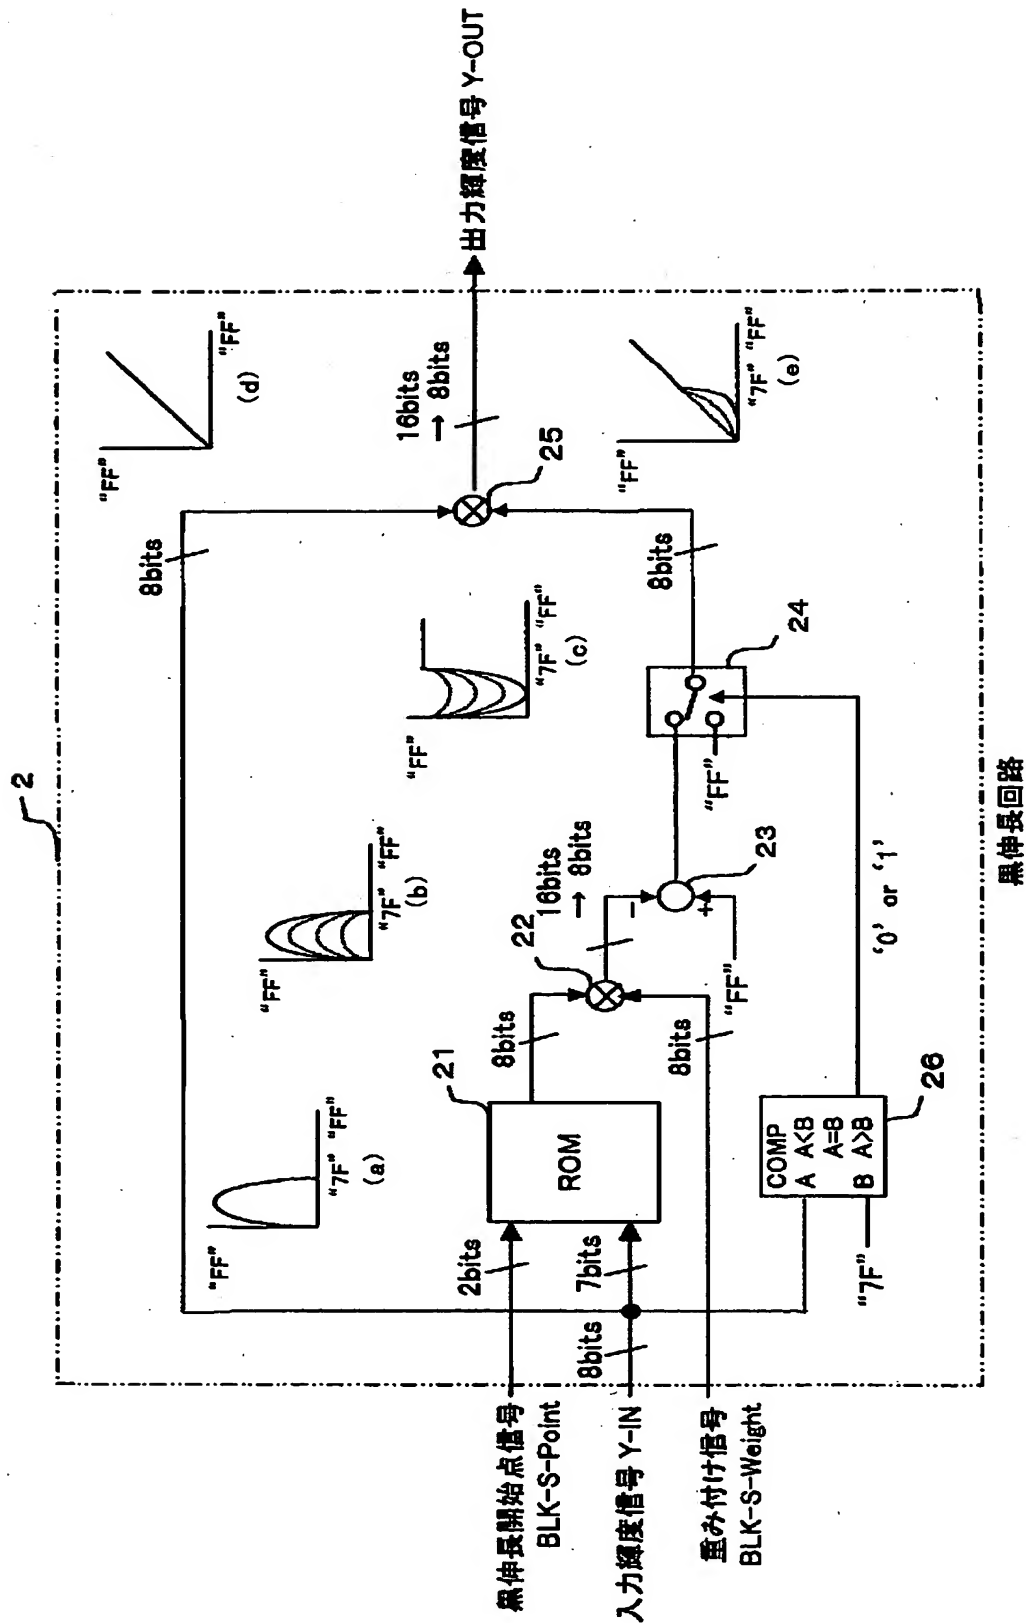 2
黒伸長開始点信号
BLK-S-Point
入力輝度信号 Y-IN
重み付け信号
BLK-S-Weight
2bits
8bits
7bits
8bits
21
ROM
8bits
22
16bits
→ 8bits
−
+
"FF"
23
"FF"
24
8bits
8bits
25
16bits
→ 8bits
出力輝度信号 Y-OUT
COMP
A A<B
A=B
B A>B
"7F"
26
'0' or '1'
"FF"
"7F" "FF"
(a)
"FF"
"7F" "FF"
(b)
"FF"
"7F" "FF"
(c)
"FF"
"FF"
(d)
"FF"
"7F" "FF"
(e)
黒伸長回路